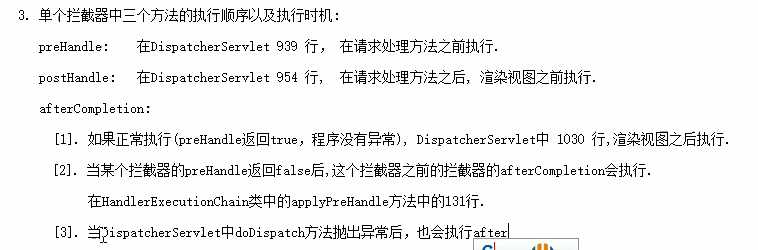 3. 单个拦截器中三个方法的执行顺序以及执行时机:
preHandle: 在DispatcherServlet 939 行, 在请求处理方法之前执行.
postHandle: 在DispatcherServlet 954 行, 在请求处理方法之后, 渲染视图之前执行.
afterCompletion:
[1]. 如果正常执行(preHandle返回true, 程序没有异常), DispatcherServlet中 1030 行,渲染视图之后执行.
[2]. 当某个拦截器的preHandle返回false后,这个拦截器之前的拦截器的afterCompletion会执行.
在HandlerExecutionChain类中的applyPreHandle方法中的131行.
[3]. 当DispatcherServlet中doDispatch方法抛出异常后, 也会执行after